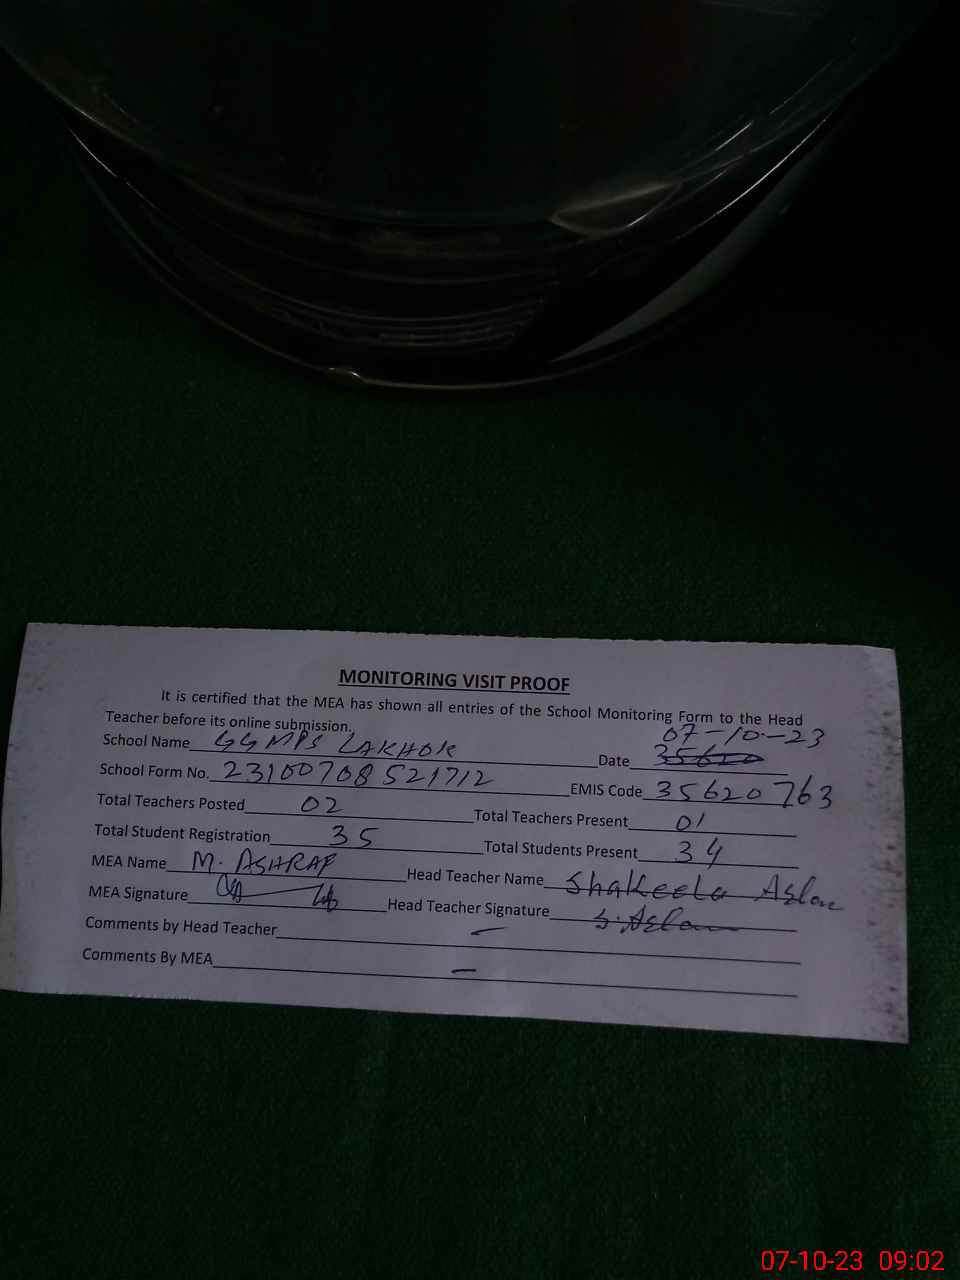 MONITORING VISIT PROOF
It is certified that the MEA has shown all entries of the School Monitoring Form to the Head
Teacher before its online submission.
School Name GGMPS LAKHOK Date 07-10-23
School Form No. 23100708521712 EMIS Code 35620763
Total Teachers Posted 02 Total Teachers Present 01
Total Student Registration 35 Total Students Present 34
MEA Name M. ASHRAF Head Teacher Name Shakeela Aslam
MEA Signature Head Teacher Signature S. Aslam
Comments by Head Teacher –
Comments By MEA –
07-10-23 09:02